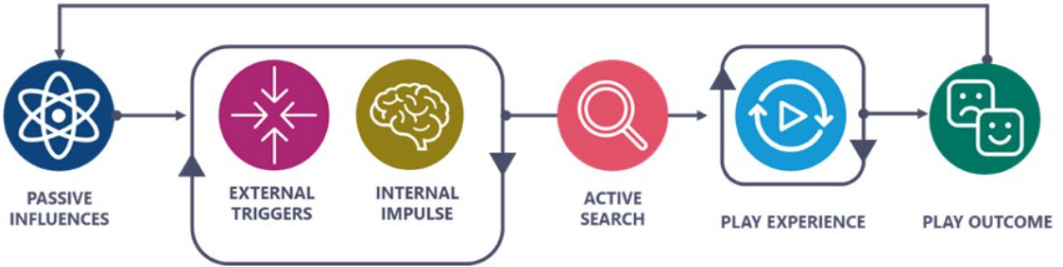 PASSIVE
INFLUENCES
EXTERNAL
TRIGGERS
INTERNAL
IMPULSE
ACTIVE
SEARCH
PLAY EXPERIENCE
PLAY OUTCOME